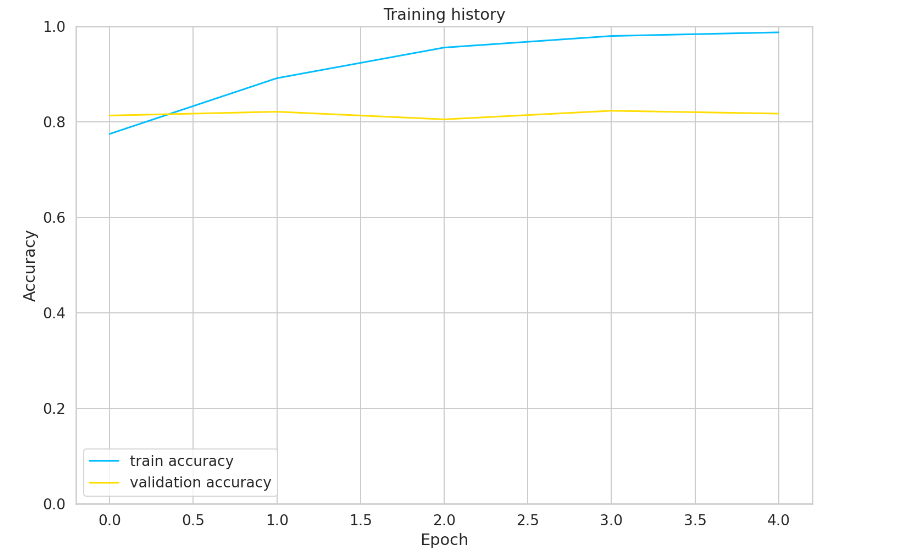 Training history
1.0
0.8
0.6
0.4
0.2
0.0
Accuracy
train accuracy
validation accuracy
0.0 0.5 1.0 1.5 2.0 2.5 3.0 3.5 4.0
Epoch